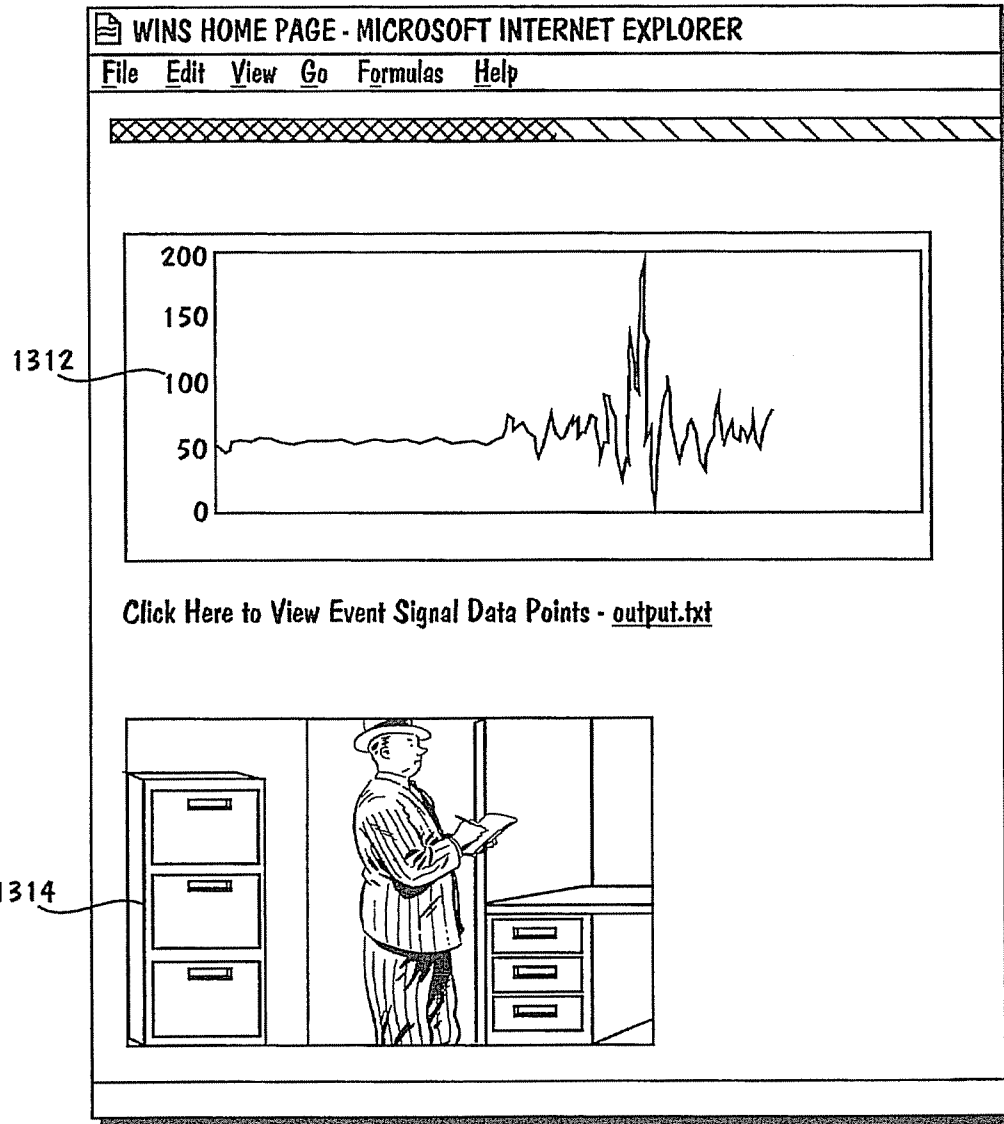 WINS HOME PAGE - MICROSOFT INTERNET EXPLORER
File Edit View Go Formulas Help
200
150
1312
100
50
0
Click Here to View Event Signal Data Points - output.txt
1314